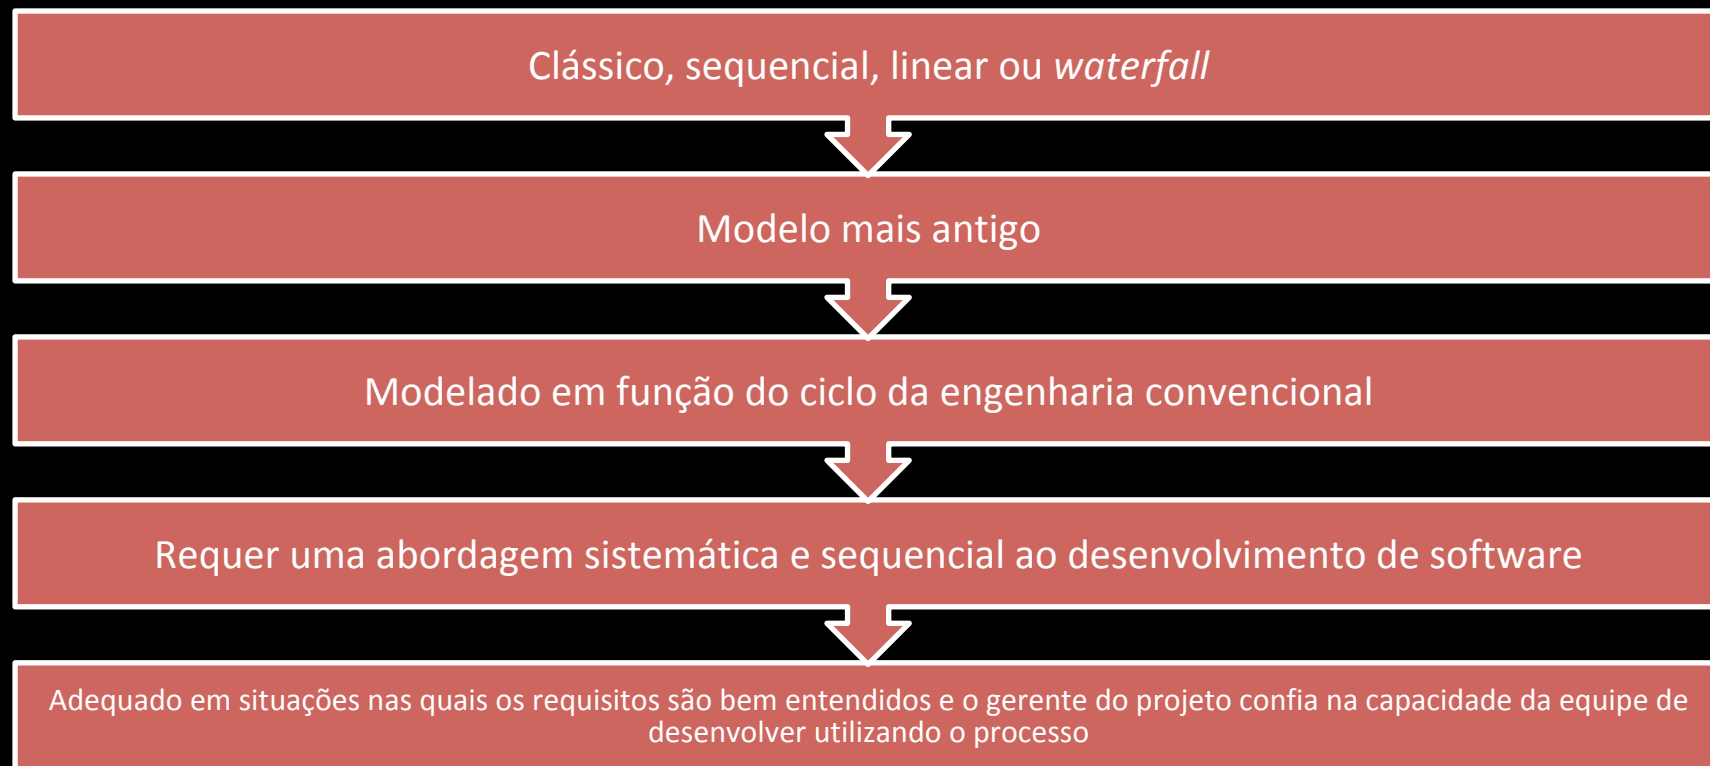 Clássico, sequencial, linear ou waterfall
Modelo mais antigo
Modelado em função do ciclo da engenharia convencional
Requer uma abordagem sistemática e sequencial ao desenvolvimento de software
Adequado em situações nas quais os requisitos são bem entendidos e o gerente do projeto confia na capacidade da equipe de
desenvolver utilizando o processo